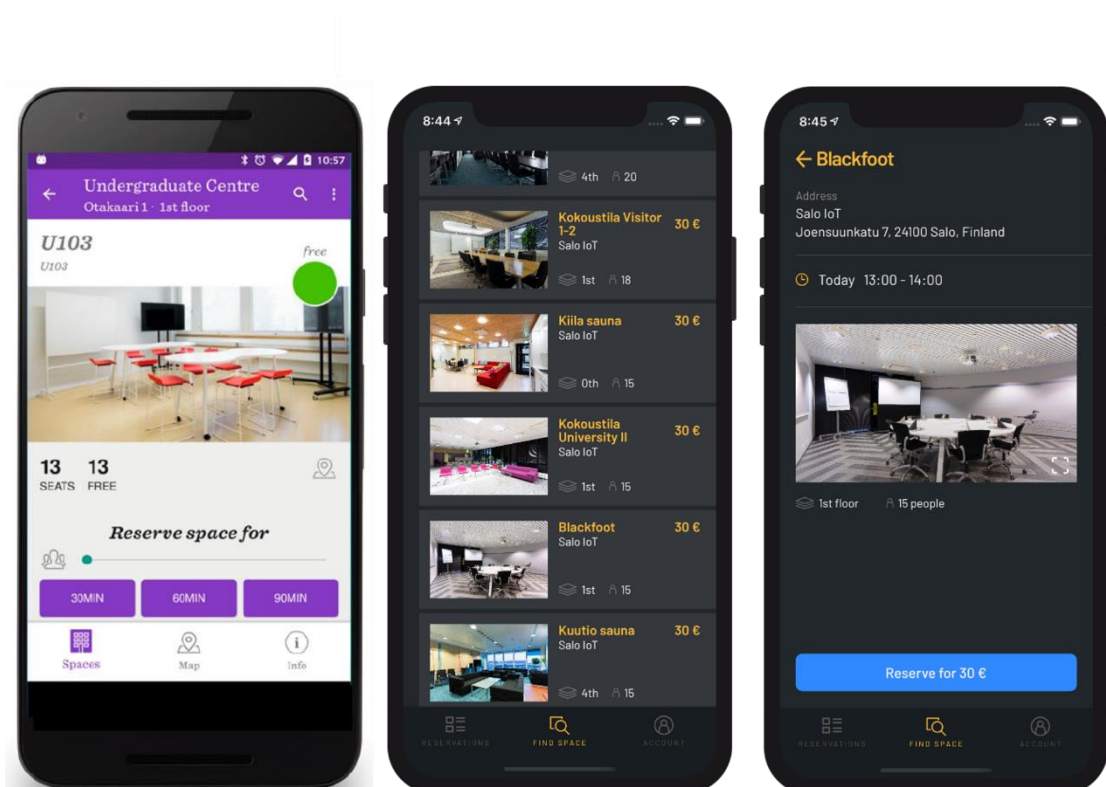 10:57
Undergraduate Centre
Otakaari 1 · 1st floor
U103
U103
free
13 13
SEATS FREE
Reserve space for
30MIN 60MIN 90MIN
Spaces Map Info
8:44
4th 20
Kokoustila Visitor 30 €
1-2
Salo IoT
1st 18
Kiila sauna 30 €
Salo IoT
0th 15
Kokoustila 30 €
University II
Salo IoT
1st 15
Blackfoot 30 €
Salo IoT
1st 15
Kuutio sauna 30 €
Salo IoT
4th 15
RESERVATIONS FIND SPACE ACCOUNT
8:45
Blackfoot
Address
Salo IoT
Joensuunkatu 7, 24100 Salo, Finland
Today 13:00 - 14:00
1st floor 15 people
Reserve for 30 €
RESERVATIONS FIND SPACE ACCOUNT